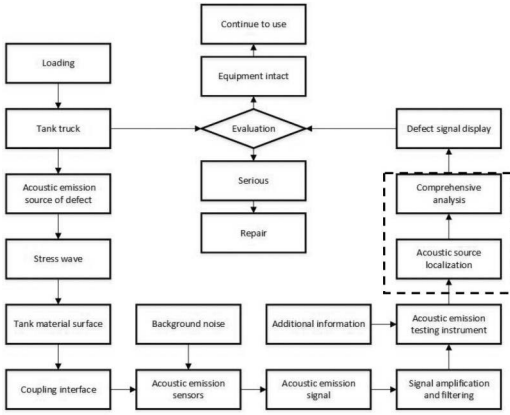 Continue to use
Loading
Equipment intact
Tank truck
Evaluation
Defect signal display
Acoustic emission
source of defect
Serious
Comprehensive
analysis
Stress wave
Repair
Acoustic source
localization
Tank material surface
Background noise
Additional information
Acoustic emission
testing instrument
Coupling interface
Acoustic emission
sensors
Acoustic emission
signal
Signal amplification
and filtering